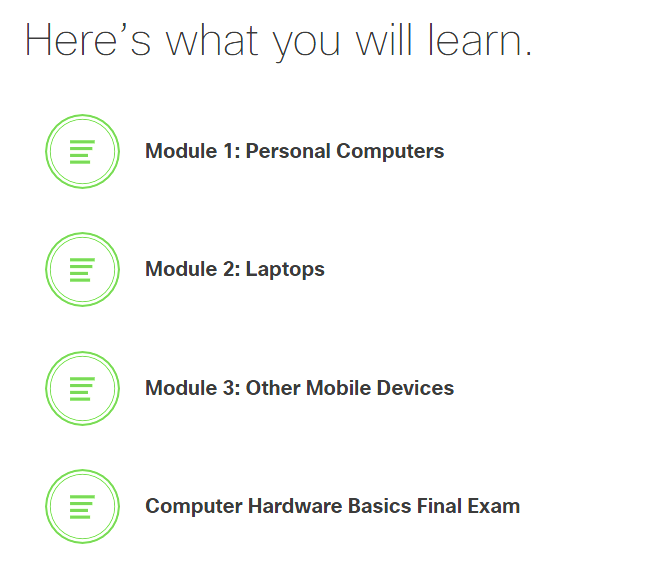 Here’s what you will learn.
Module 1: Personal Computers
Module 2: Laptops
Module 3: Other Mobile Devices
Computer Hardware Basics Final Exam